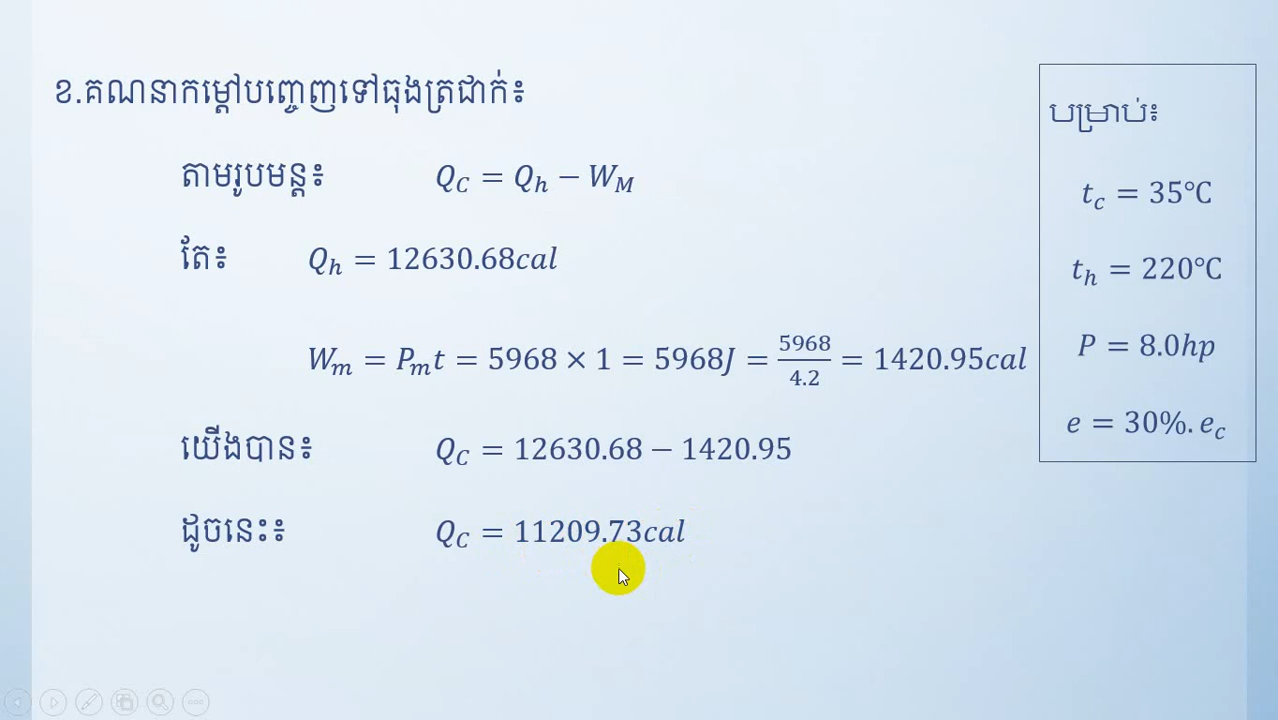 ខ.គណនាកម្តៅបញ្ចេញទៅធុងត្រជាក់ៈ
តាមរូបមន្តៈ Q_C = Q_h − W_M
តែៈ Q_h = 12630.68cal
W_m = P_m t = 5968 × 1 = 5968J = 5968/4.2 = 1420.95cal
យើងបានៈ Q_C = 12630.68 − 1420.95
ដូចនេះៈ Q_C = 11209.73cal
បម្រាប់ៈ
t_c = 35℃
t_h = 220℃
P = 8.0hp
e = 30%. e_c